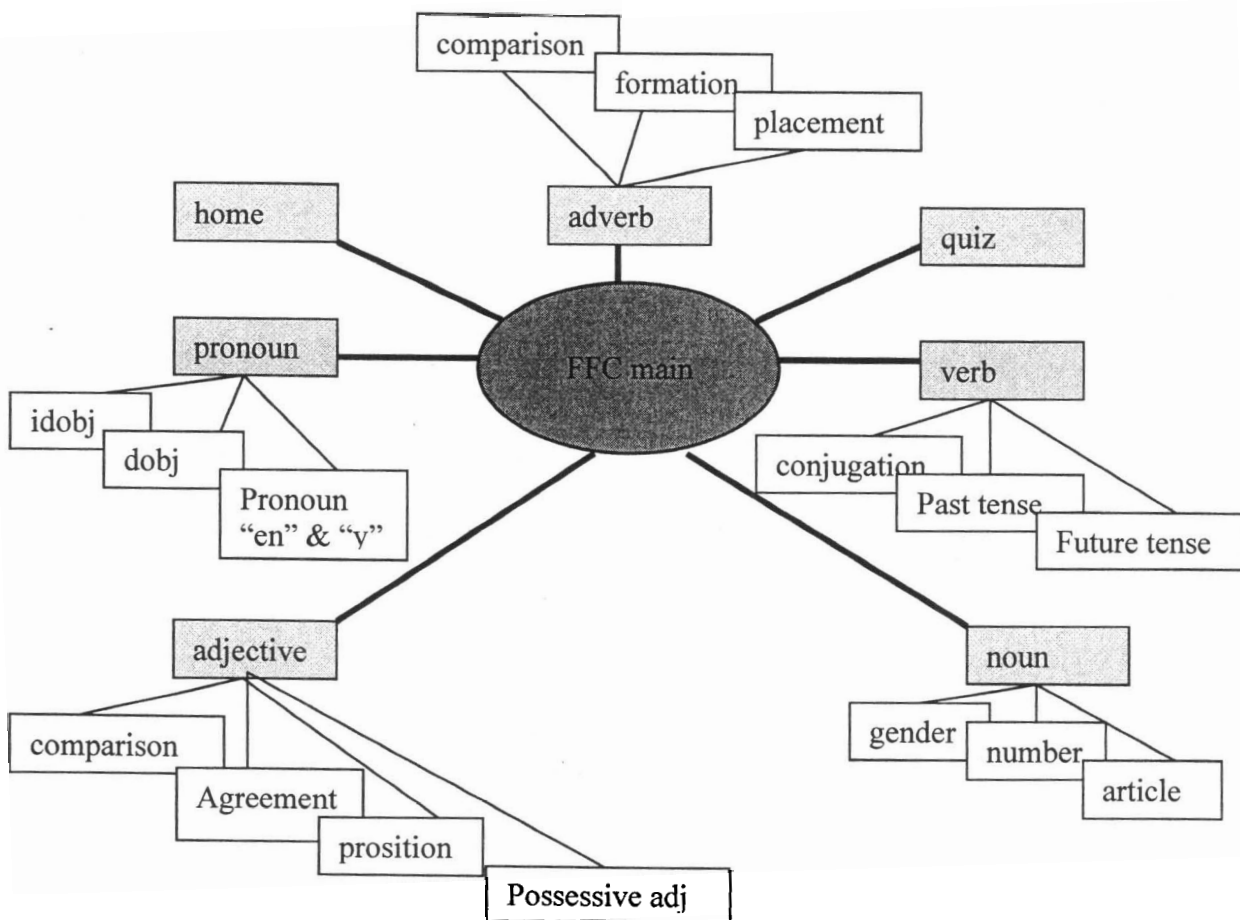 comparison
formation
placement
home
adverb
quiz
pronoun
FFC main
verb
idobj
dobj
Pronoun
“en” & “y”
conjugation
Past tense
Future tense
adjective
noun
comparison
Agreement
prosition
Possessive adj
gender
number
article